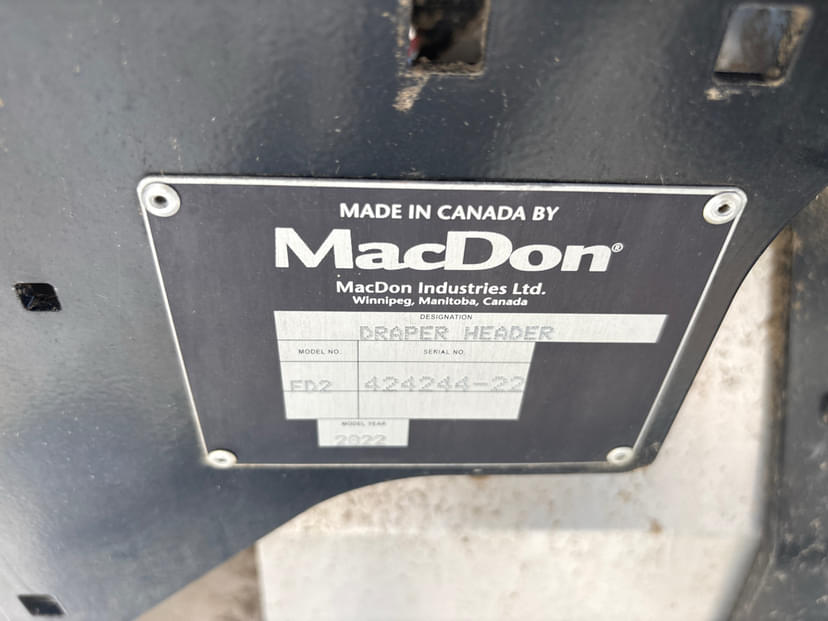 MADE IN CANADA BY
MacDon®
MacDon Industries Ltd.
Winnipeg, Manitoba, Canada
DESIGNATION
DRAPER HEADER
MODEL NO. SERIAL NO.
FD2 424244-22
MODEL YEAR
2022